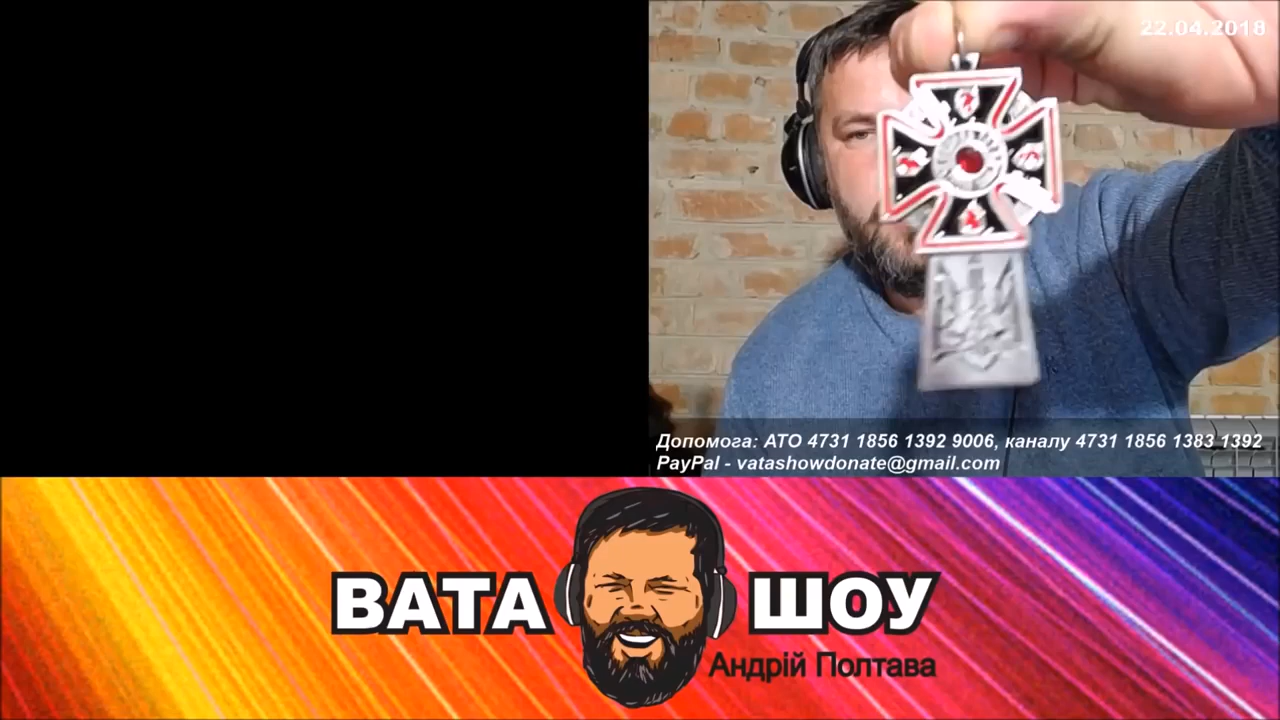 22.04.2018
Допомога: АТО 4731 1856 1392 9006, каналу 4731 1856 1383 1392
PayPal - vatashowdonate@gmail.com
ВАТА ШОУ
Андрій Полтава